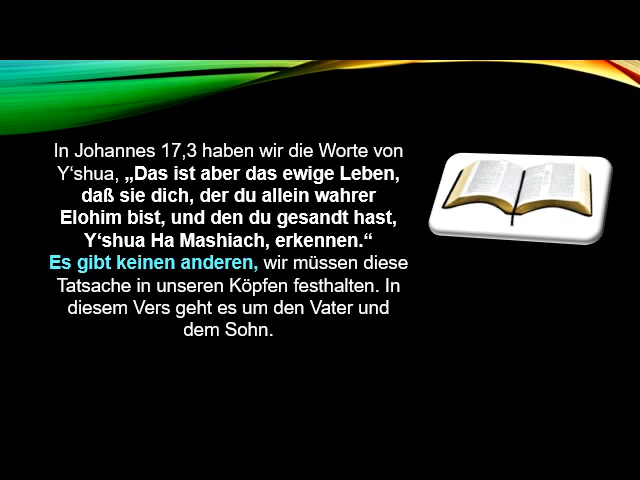 In Johannes 17,3 haben wir die Worte von
Y‘shua, „Das ist aber das ewige Leben,
daß sie dich, der du allein wahrer
Elohim bist, und den du gesandt hast,
Y‘shua Ha Mashiach, erkennen.“
Es gibt keinen anderen, wir müssen diese
Tatsache in unseren Köpfen festhalten. In
diesem Vers geht es um den Vater und
dem Sohn.